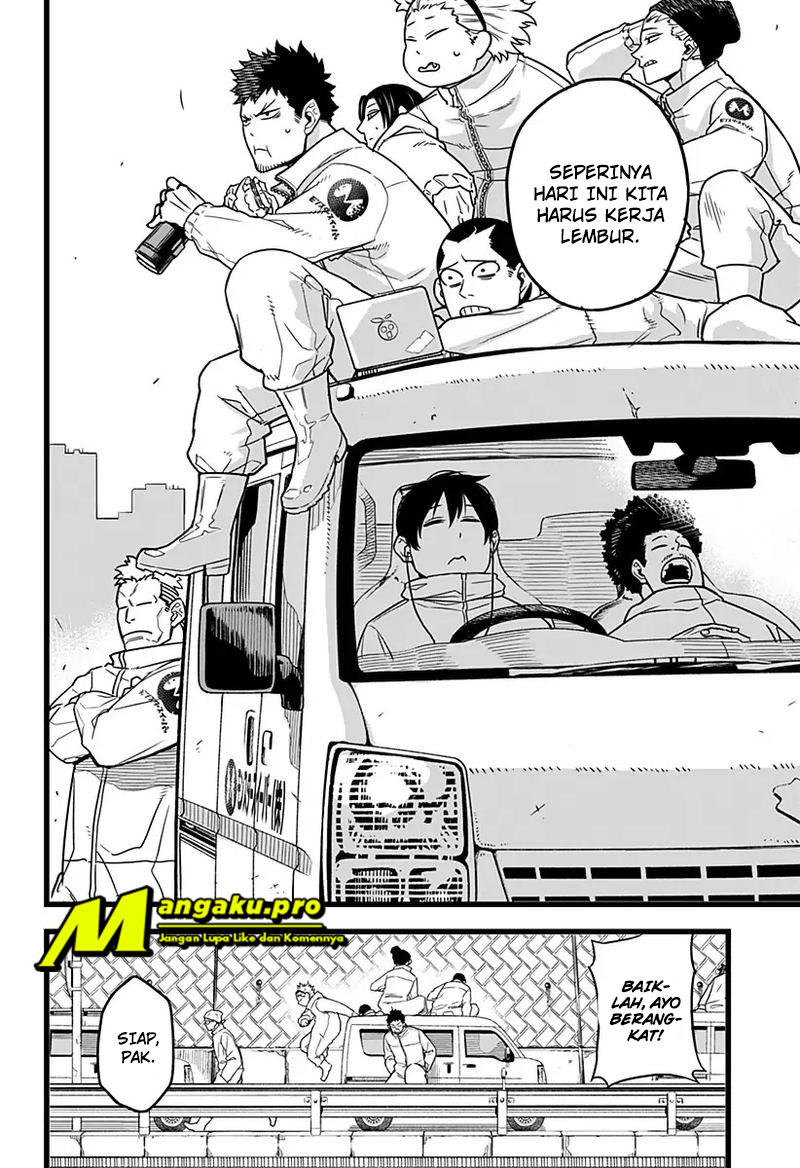 SEPERINYA
HARI INI KITA
HARUS KERJA
LEMBUR.
Mangaku.pro
Jangan Lupa Like dan Komennya
BAIK-
LAH, AYO
BERANG-
KAT!
SIAP,
PAK.